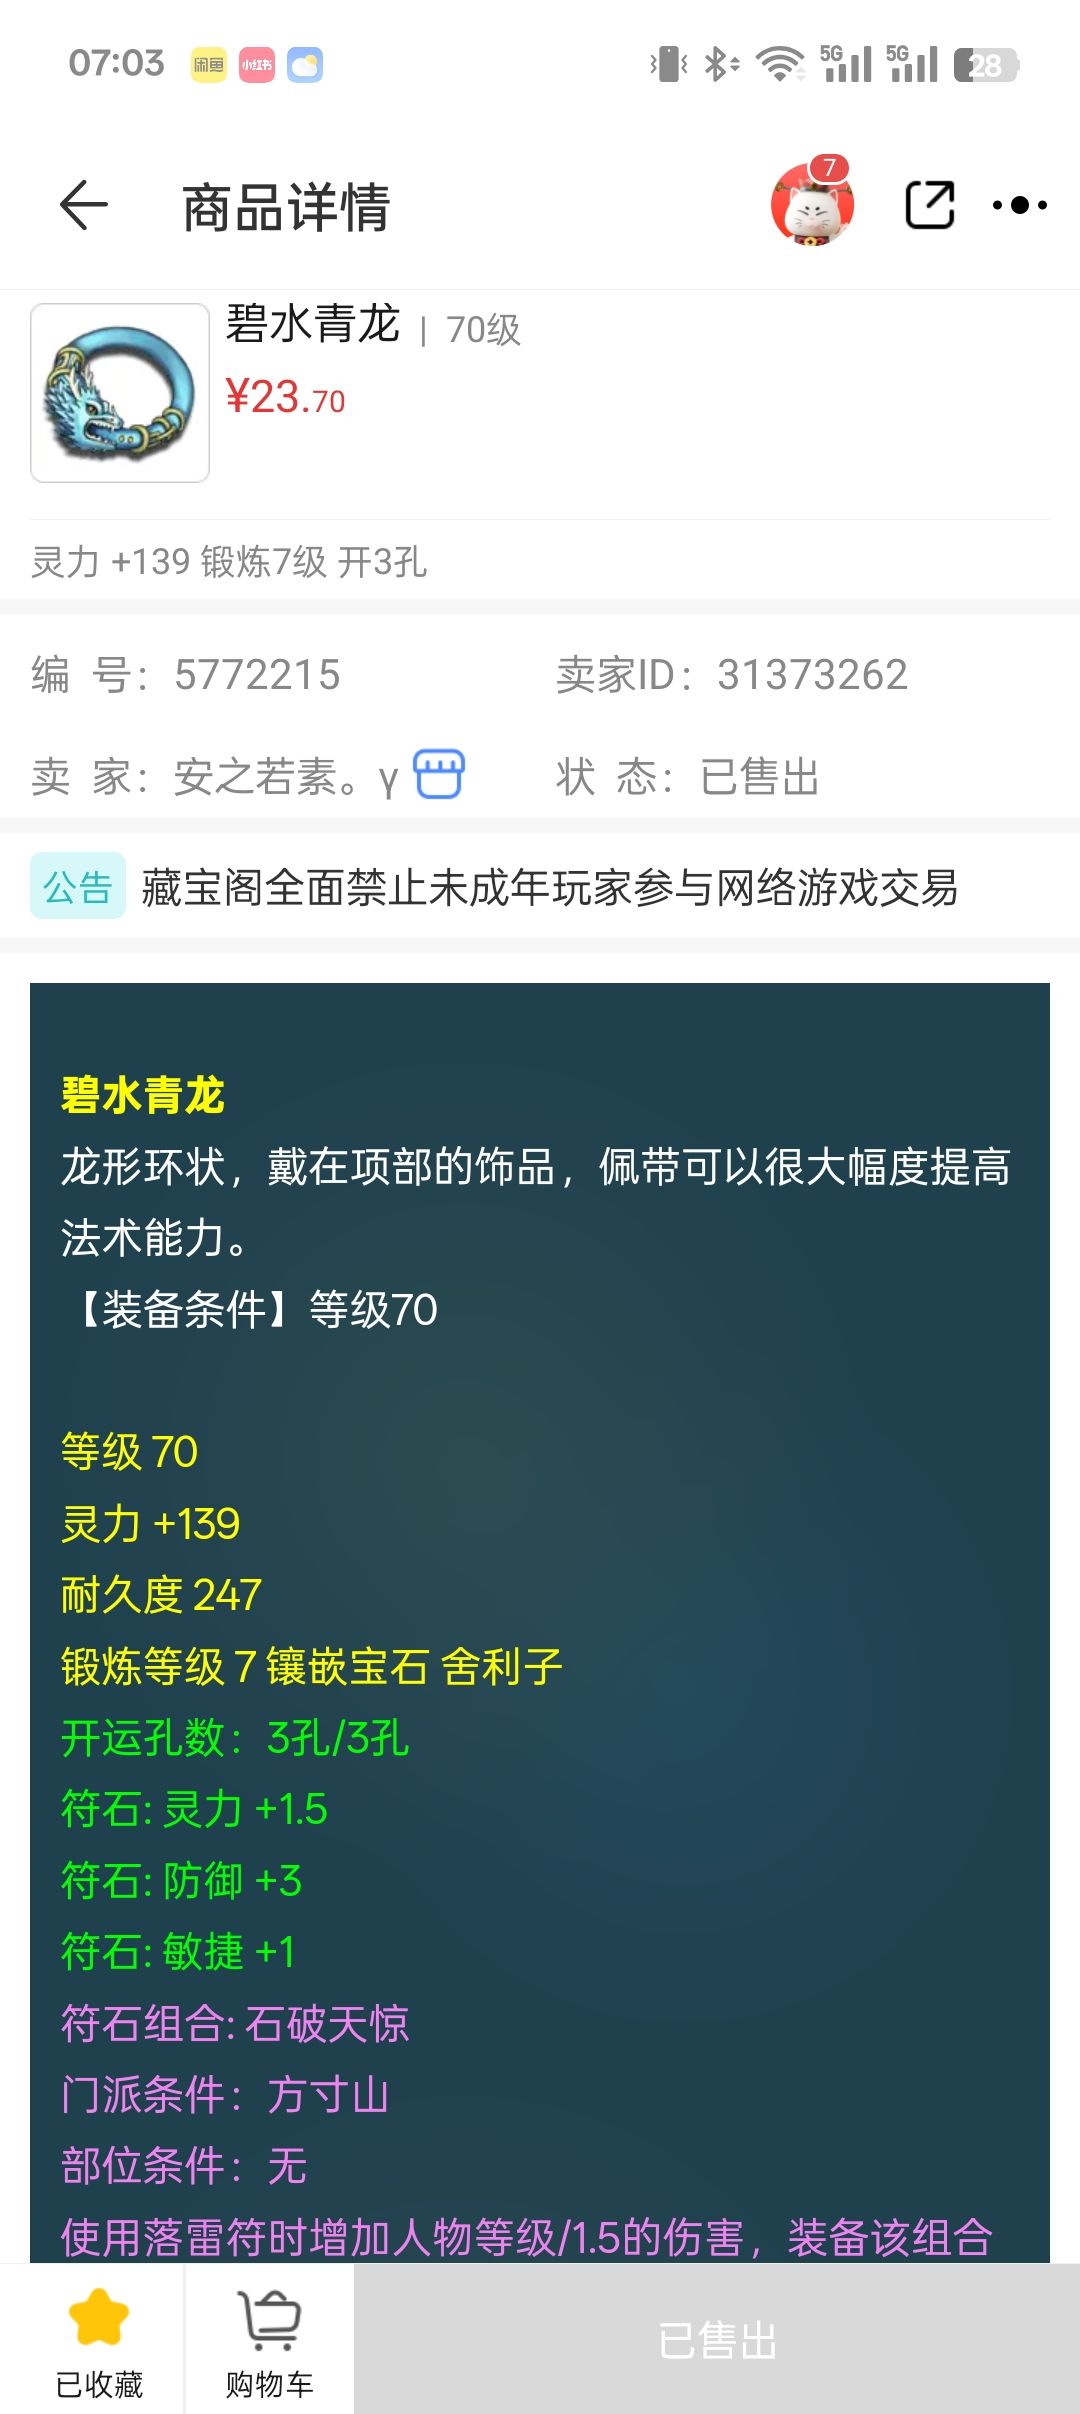 07:03 闲鱼 小红书 5G 5G 28
商品详情 7
碧水青龙 | 70级
¥23.70
灵力 +139 锻炼7级 开3孔
编 号：5772215 卖家ID：31373262
卖 家：安之若素。γ 状 态：已售出
公告 藏宝阁全面禁止未成年玩家参与网络游戏交易
碧水青龙
龙形环状，戴在项部的饰品，佩带可以很大幅度提高
法术能力。
【装备条件】等级70
等级 70
灵力 +139
耐久度 247
锻炼等级 7 镶嵌宝石 舍利子
开运孔数：3孔/3孔
符石: 灵力 +1.5
符石: 防御 +3
符石: 敏捷 +1
符石组合: 石破天惊
门派条件：方寸山
部位条件：无
使用落雷符时增加人物等级/1.5的伤害，装备该组合
已收藏 购物车 已售出